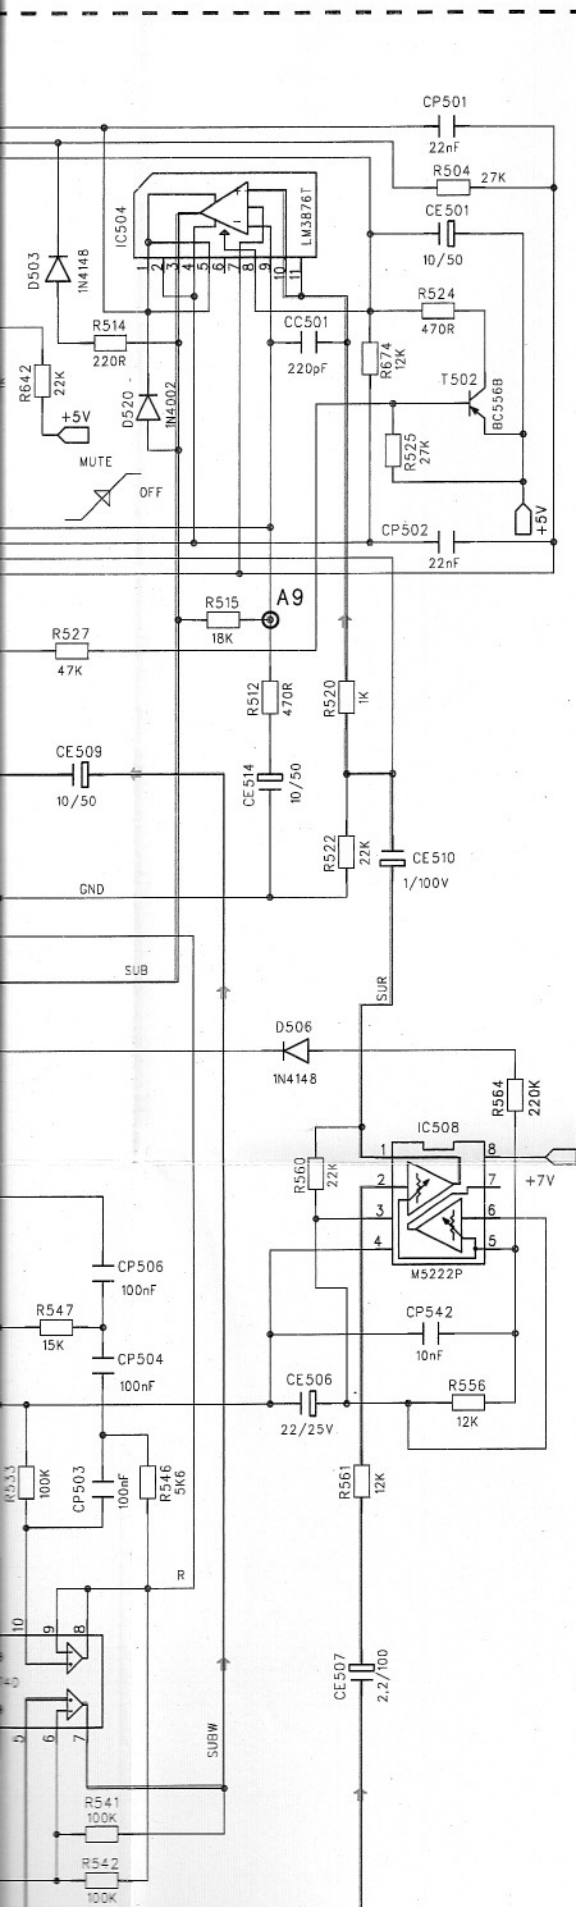 CP501
22nF
R504
27K
CE501
10/50
IC504
LM3876T
+
-
1 2 3 4 5 6 7 8 9 10 11
D503
1N4148
R514
220R
CC501
220pF
R524
470R
R674
12K
R642
22K
+5V
D520
1N4002
T502
BC556B
R525
27K
MUTE
OFF
CP502
22nF
+5V
R515
18K
A9
R527
47K
R512
470R
R520
1K
CE509
10/50
CE514
10/50
R522
22K
CE510
1/100V
GND
SUB
SUR
D506
1N4148
R564
220K
IC508
1
2
3
4
8
7
6
5
+7V
M5222P
R560
22K
CP506
100nF
R547
15K
CP504
100nF
CP542
10nF
CE506
22/25V
R556
12K
R533
100K
CP503
100nF
R546
5K6
R561
12K
R
10
9
8
5
6
7
CE507
2,2/100
SUBW
R541
100K
R542
100K